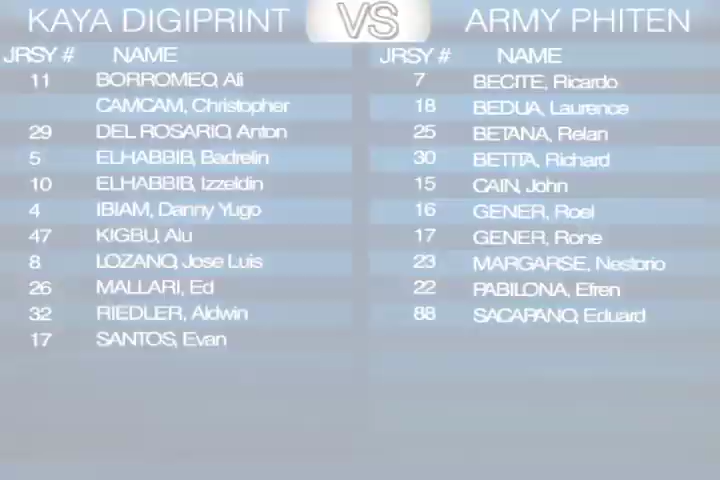 KAYA DIGIPRINT VS ARMY PHITEN
JRSY # NAME
11 BORROMEO, Ali
CAMCAM, Christopher
29 DEL ROSARIO, Anton
5 ELHABBIB, Badrelin
10 ELHABBIB, Izzeldin
4 IBIAM, Danny Yugo
47 KIGBU, Alu
8 LOZANO, Jose Luis
26 MALLARI, Ed
32 RIEDLER, Aldwin
17 SANTOS, Evan
JRSY # NAME
7 BECITE, Ricardo
18 BEDUA, Laurence
25 BETANA, Relan
30 BETITA, Richard
15 CAIN, John
16 GENER, Roel
17 GENER, Rone
23 MARGARSE, Nestorio
22 PABILONA, Efren
88 SACAPANO, Eduard